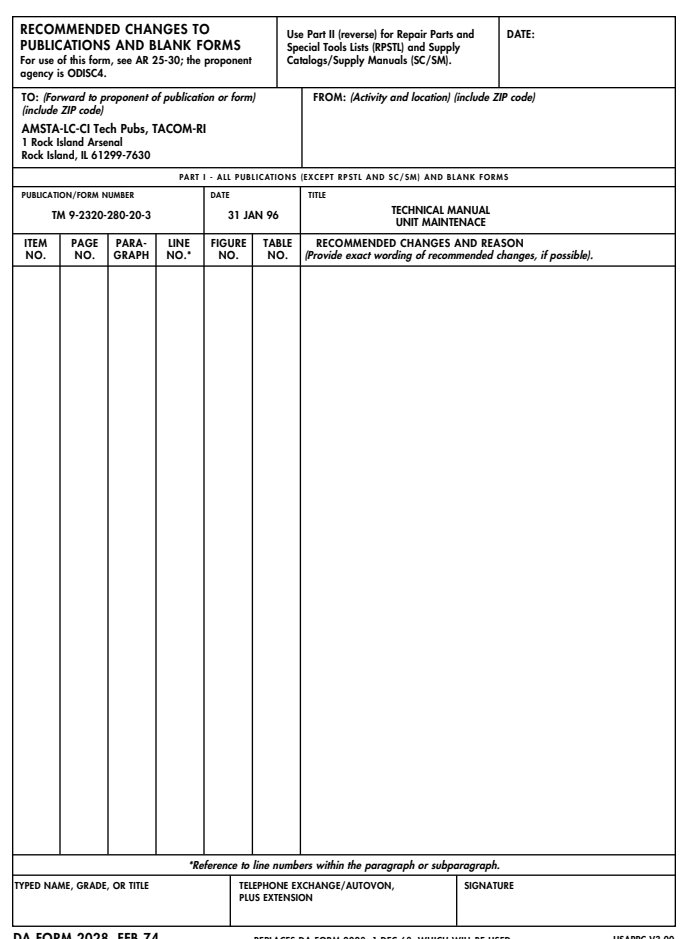 RECOMMENDED CHANGES TO
PUBLICATIONS AND BLANK FORMS
For use of this form, see AR 25-30; the proponent
agency is ODISC4.
Use Part II (reverse) for Repair Parts and
Special Tools Lists (RPSTL) and Supply
Catalogs/Supply Manuals (SC/SM).
DATE:
TO: (Forward to proponent of publication or form)
(include ZIP code)
AMSTA-LC-CI Tech Pubs, TACOM-RI
1 Rock Island Arsenal
Rock Island, IL 61299-7630
FROM: (Activity and location) (include ZIP code)
PART I - ALL PUBLICATIONS (EXCEPT RPSTL AND SC/SM) AND BLANK FORMS
PUBLICATION/FORM NUMBER
TM 9-2320-280-20-3
DATE
31 JAN 96
TITLE
TECHNICAL MANUAL
UNIT MAINTENACE
ITEM
NO.
PAGE
NO.
PARA-
GRAPH
LINE
NO.*
FIGURE
NO.
TABLE
NO.
RECOMMENDED CHANGES AND REASON
(Provide exact wording of recommended changes, if possible).
*Reference to line numbers within the paragraph or subparagraph.
TYPED NAME, GRADE, OR TITLE
TELEPHONE EXCHANGE/AUTOVON,
PLUS EXTENSION
SIGNATURE
DA FORM 2028, FEB 74
REPLACES DA FORM 2028, 1 DEC 68, WHICH WILL BE USED.
USAPPC V3.00